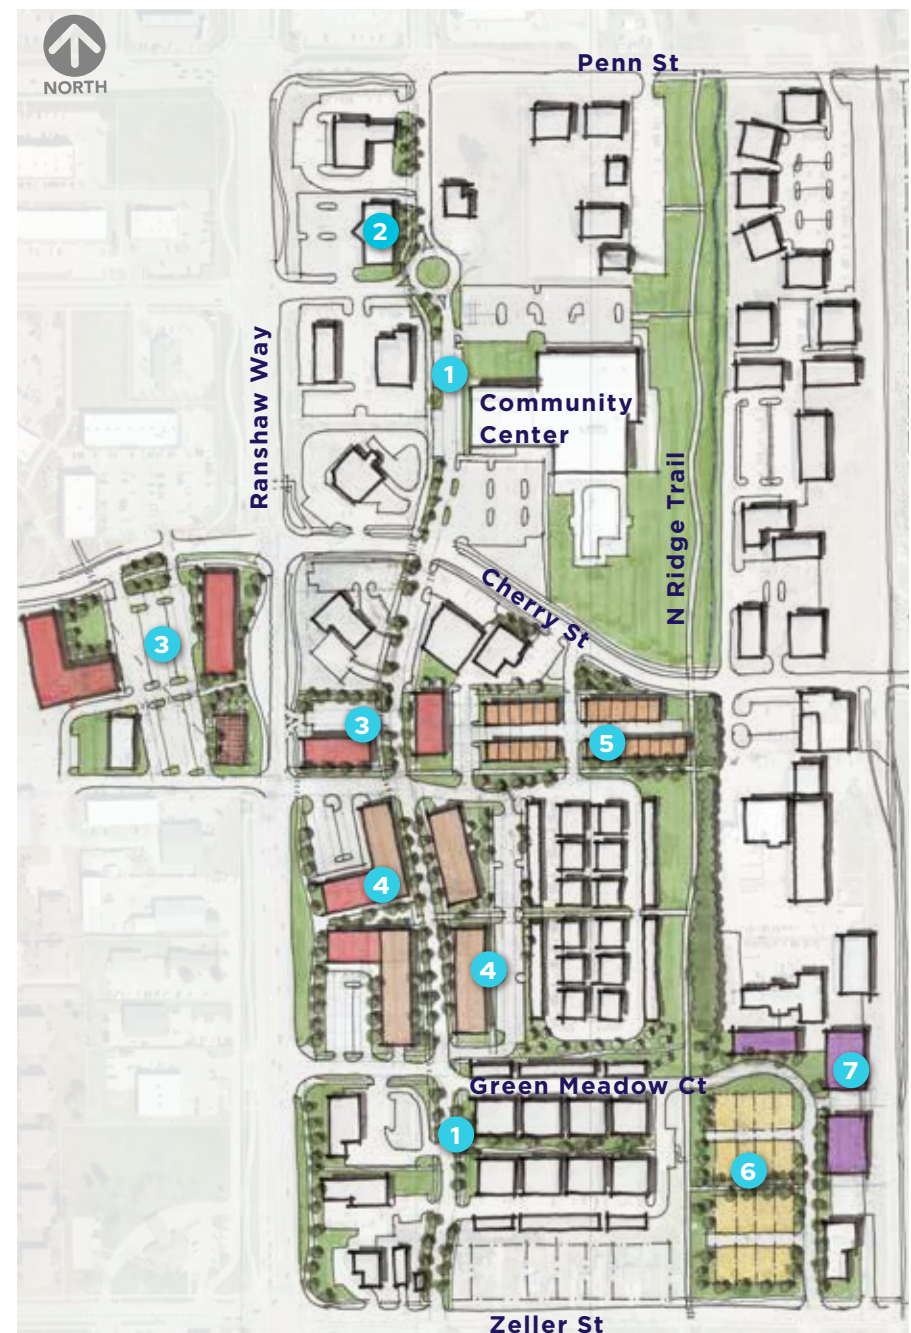 NORTH
Penn St
2
Ranshaw Way
1
Community
Center
N Ridge Trail
Cherry St
3
3
5
4
4
Green Meadow Ct
7
1
6
Zeller St